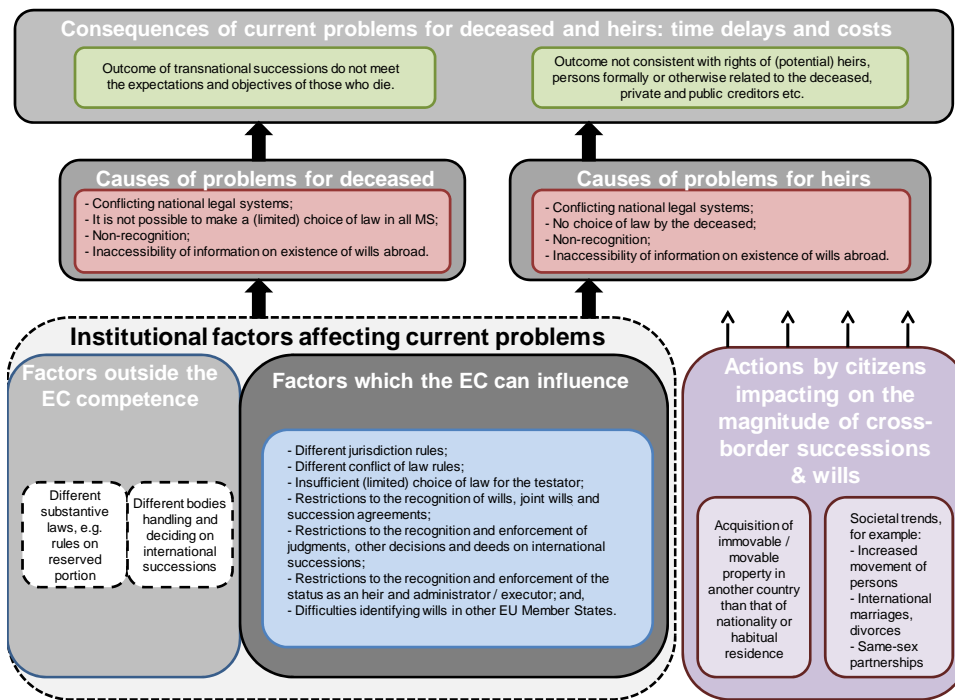 Consequences of current problems for deceased and heirs: time delays and costs
Outcome of transnational successions do not meet
the expectations and objectives of those who die.
Outcome not consistent with rights of (potential) heirs,
persons formally or otherwise related to the deceased,
private and public creditors etc.
Causes of problems for deceased
- Conflicting national legal systems;
- It is not possible to make a (limited) choice of law in all MS;
- Non-recognition;
- Inaccessibility of information on existence of wills abroad.
Causes of problems for heirs
- Conflicting national legal systems;
- No choice of law by the deceased;
- Non-recognition;
- Inaccessibility of information on existence of wills abroad.
Institutional factors affecting current problems
Factors outside the
EC competence
Different
substantive
laws, e.g.
rules on
reserved
portion
Different bodies
handling and
deciding on
international
successions
Factors which the EC can influence
- Different jurisdiction rules;
- Different conflict of law rules;
- Insufficient (limited) choice of law for the testator;
- Restrictions to the recognition of wills, joint wills and
succession agreements;
- Restrictions to the recognition and enforcement of
judgments, other decisions and deeds on international
successions;
- Restrictions to the recognition and enforcement of the
status as an heir and administrator / executor; and,
- Difficulties identifying wills in other EU Member States.
Actions by citizens
impacting on the
magnitude of cross-
border successions
& wills
Acquisition of
immovable /
movable
property in
another country
than that of
nationality or
habitual
residence
Societal trends,
for example:
- Increased
movement of
persons
- International
marriages,
divorces
- Same-sex
partnerships